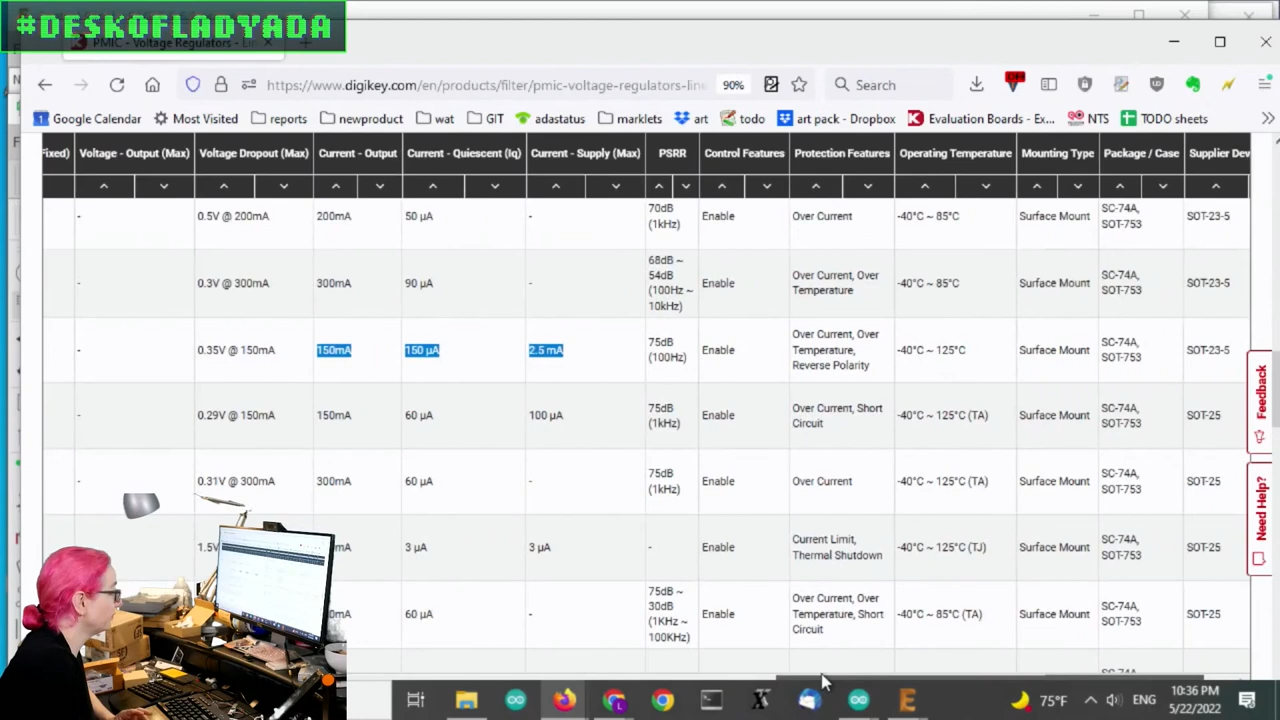 #DESKOFLADYADA
PMIC - Voltage Regulators - Lin
https://www.digikey.com/en/products/filter/pmic-voltage-regulators-line
90%
Search
Google Calendar
Most Visited
reports
newproduct
wat
GIT
adastatus
marklets
art
todo
art pack - Dropbox
Evaluation Boards - Ex...
NTS
TODO sheets
Fixed) Voltage - Output (Max) Voltage Dropout (Max) Current - Output Current - Quiescent (Iq) Current - Supply (Max) PSRR Control Features Protection Features Operating Temperature Mounting Type Package / Case Supplier Dev
- 0.5V @ 200mA 200mA 50 µA - 70dB (1kHz) Enable Over Current -40°C ~ 85°C Surface Mount SC-74A, SOT-753 SOT-23-5
- 0.3V @ 300mA 300mA 90 µA - 68dB ~ 54dB (100Hz ~ 10kHz) Enable Over Current, Over Temperature -40°C ~ 85°C Surface Mount SC-74A, SOT-753 SOT-23-5
- 0.35V @ 150mA 150mA 150 µA 2.5 mA 75dB (100Hz) Enable Over Current, Over Temperature, Reverse Polarity -40°C ~ 125°C Surface Mount SC-74A, SOT-753 SOT-23-5
- 0.29V @ 150mA 150mA 60 µA 100 µA 75dB (1kHz) Enable Over Current, Short Circuit -40°C ~ 125°C (TA) Surface Mount SC-74A, SOT-753 SOT-25
- 0.31V @ 300mA 300mA 60 µA - 75dB (1kHz) Enable Over Current -40°C ~ 125°C (TA) Surface Mount SC-74A, SOT-753 SOT-25
1.5V mA 3 µA 3 µA - Enable Current Limit, Thermal Shutdown -40°C ~ 125°C (TJ) Surface Mount SC-74A, SOT-753 SOT-25
0mA 60 µA - 75dB ~ 30dB (1KHz ~ 100KHz) Enable Over Current, Over Temperature, Short Circuit -40°C ~ 85°C (TA) Surface Mount SC-74A, SOT-753 SOT-25
Feedback
Need Help?
75°F
ENG
10:36 PM
5/22/2022